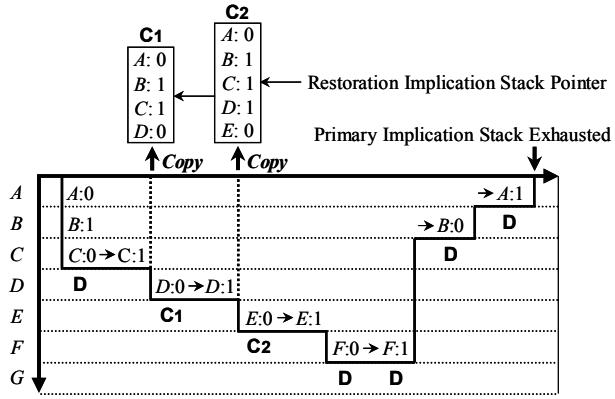 C2
C1
A: 0
B: 1
C: 1
D: 0
A: 0
B: 1
C: 1
D: 1
E: 0
Restoration Implication Stack Pointer
Primary Implication Stack Exhausted
Copy
Copy
A
A:0
→ A:1
B
B:1
→ B:0
D
C
C:0 → C:1
D
D
D
D:0 → D:1
E
C1
E:0 → E:1
F
C2
F:0 → F:1
G
D
D